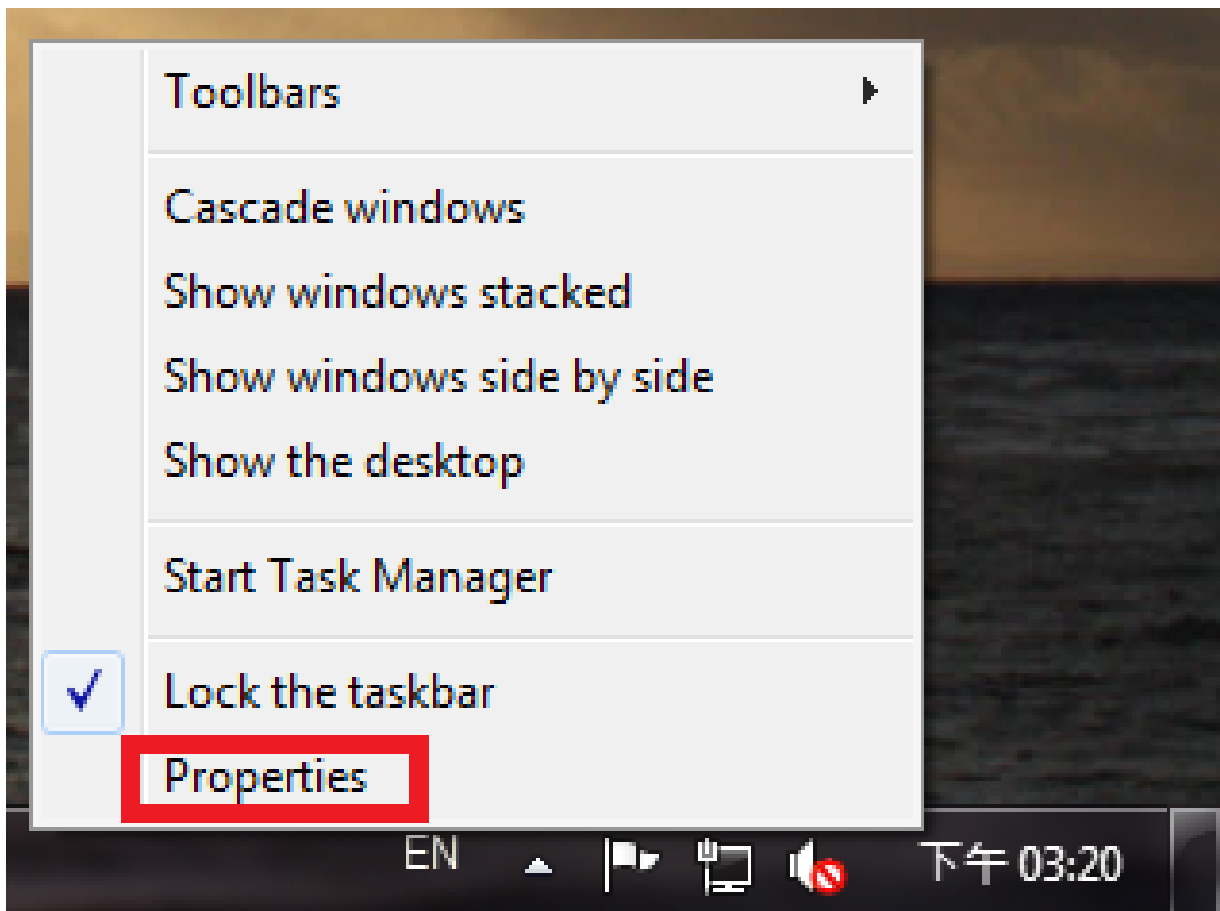 Toolbars
Cascade windows
Show windows stacked
Show windows side by side
Show the desktop
Start Task Manager
Lock the taskbar
Properties
EN 下午 03:20